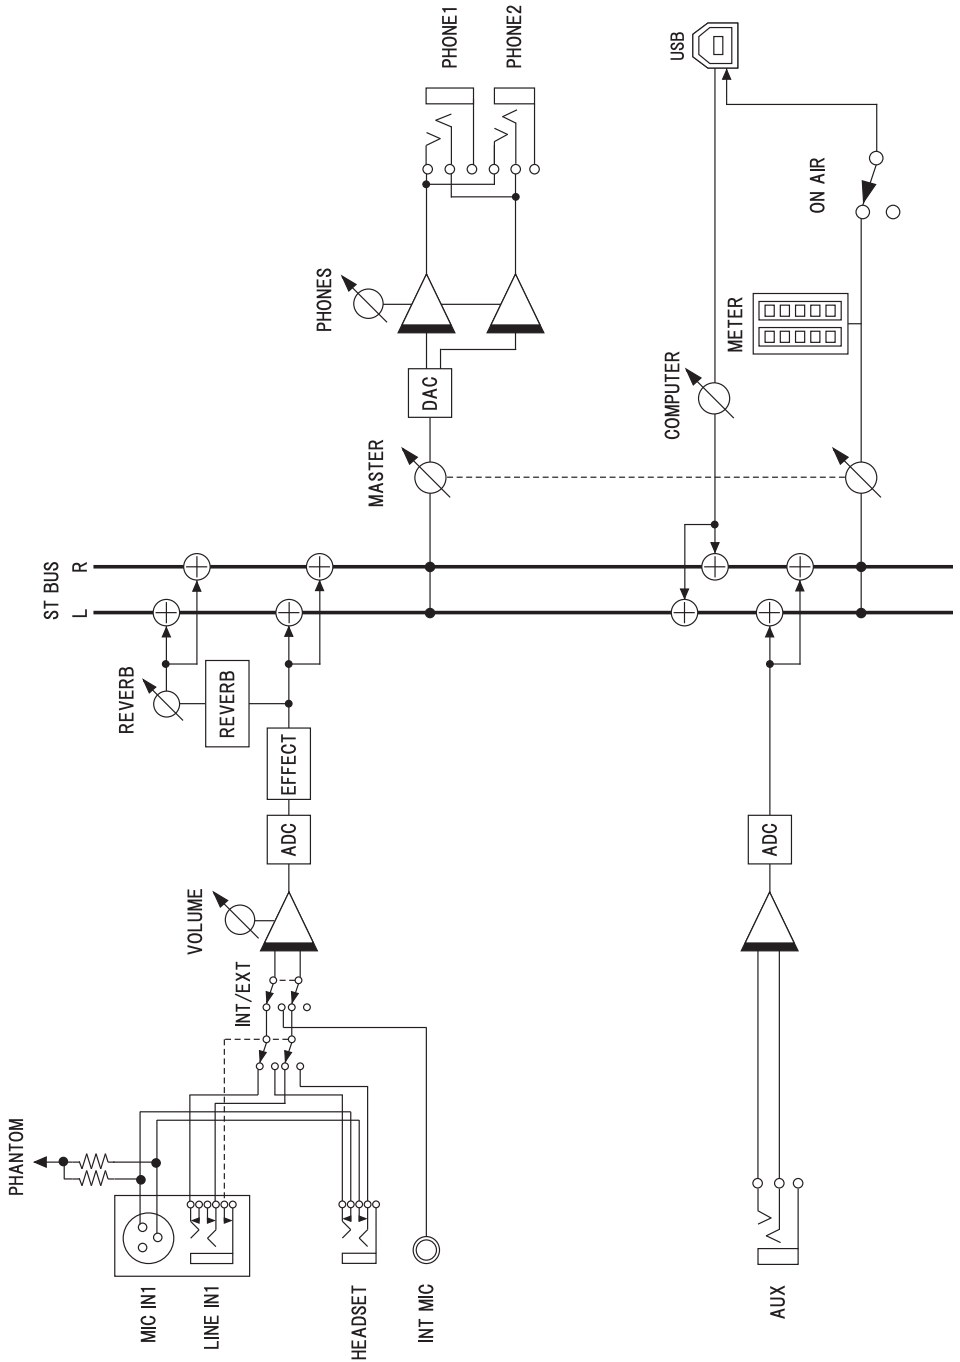 PHANTOM
MIC IN1
LINE IN1
HEADSET
INT MIC
AUX
INT/EXT
VOLUME
ADC
ADC
EFFECT
REVERB
REVERB
ST BUS
L
R
MASTER
DAC
PHONES
PHONE1
PHONE2
COMPUTER
METER
ON AIR
USB